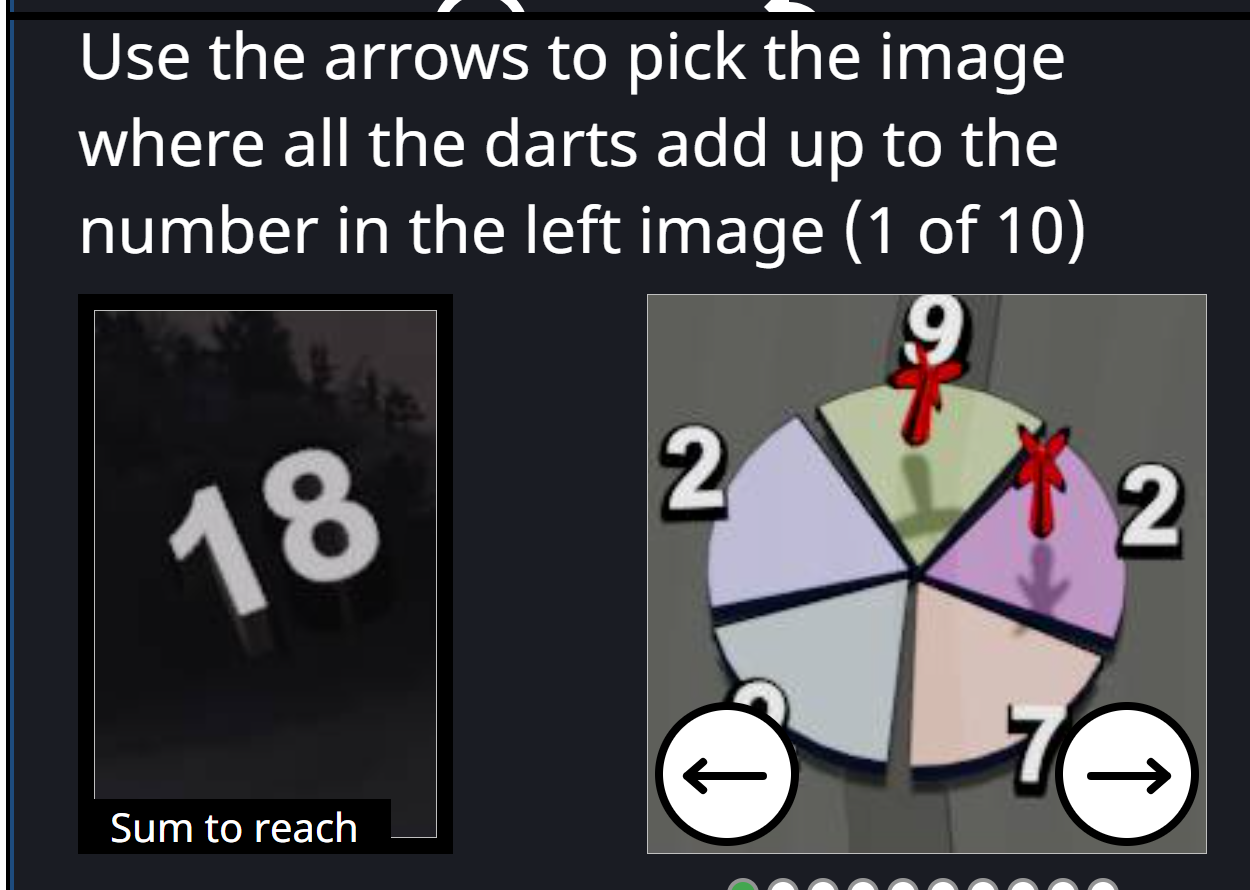 Use the arrows to pick the image
where all the darts add up to the
number in the left image (1 of 10)
9
18
2
2
7
Sum to reach